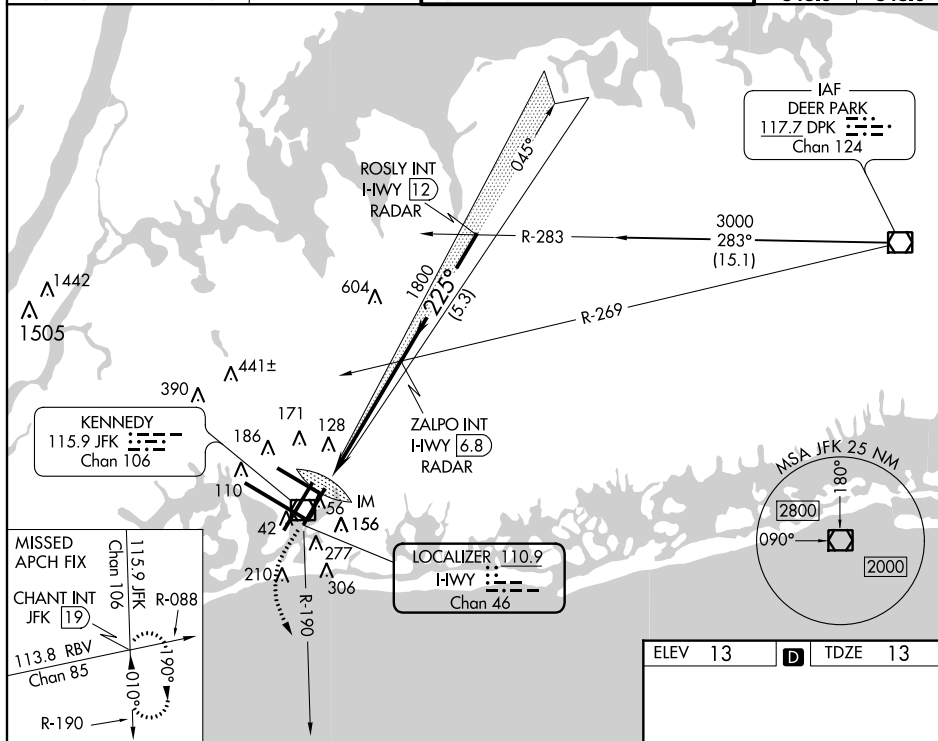 IAF
DEER PARK
117.7 DPK
Chan 124
ROSLY INT
I-IWY 12
RADAR
045°
R-283
3000
283°
(15.1)
1800
225°
(5.3)
R-269
604
1442
1505
441±
390
171
128
186
110
KENNEDY
115.9 JFK
Chan 106
ZALPO INT
I-IWY 6.8
RADAR
IM
56
156
42
277
210
306
R-190
LOCALIZER 110.9
I-IWY
Chan 46
MSA JFK 25 NM
180°
2800
090°
2000
MISSED
APCH FIX
CHANT INT
JFK 19
115.9 JFK
Chan 106
R-088
113.8 RBV
Chan 85
190°
010°
R-190
ELEV 13
D
TDZE 13